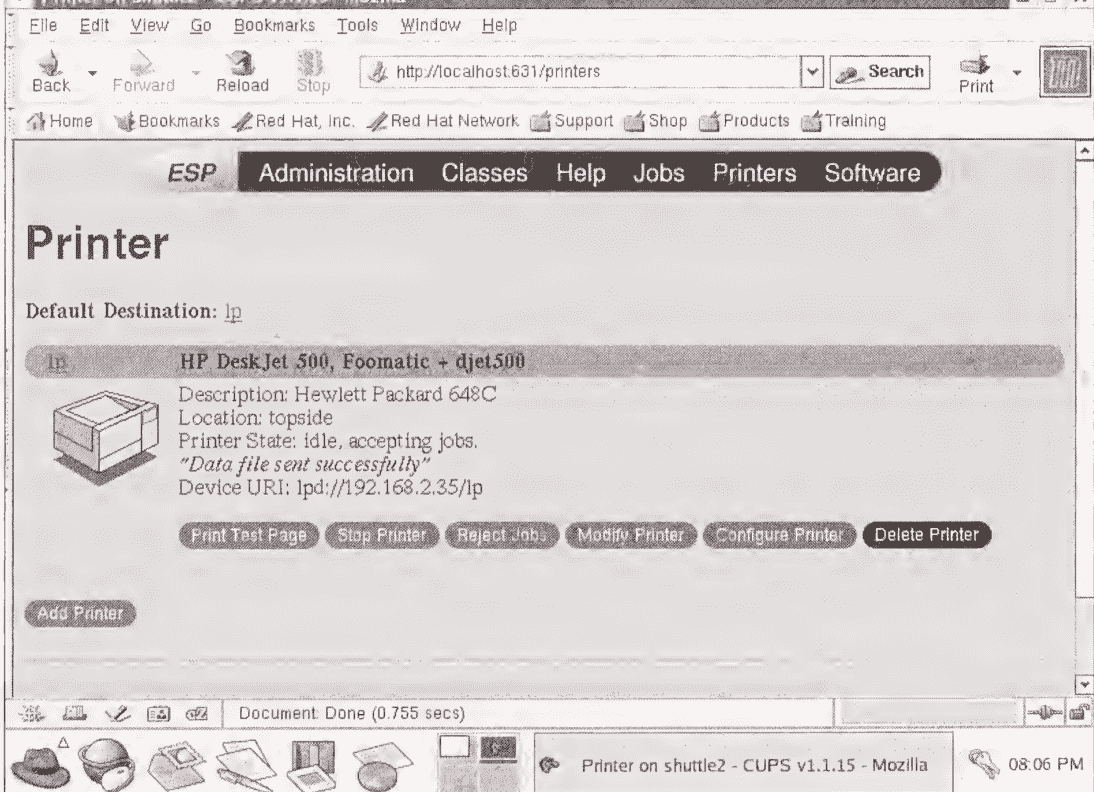 File Edit View Go Bookmarks Tools Window Help
Back Forward Reload Stop http://localhost:631/printers Search Print
Home Bookmarks Red Hat, Inc. Red Hat Network Support Shop Products Training
ESP Administration Classes Help Jobs Printers Software
Printer
Default Destination: lp
lp HP DeskJet 500, Foomatic + djet500
Description: Hewlett Packard 648C
Location: topside
Printer State: idle, accepting jobs.
"Data file sent successfully"
Device URI: lpd://192.168.2.35/lp
Print Test Page Stop Printer Reject Jobs Modify Printer Configure Printer Delete Printer
Add Printer
Document: Done (0.755 secs)
Printer on shuttle2 - CUPS v1.1.15 - Mozilla 08:06 PM